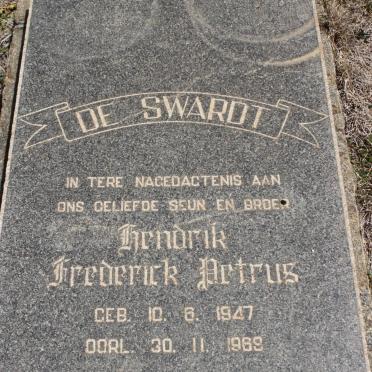 DE SWARDT
IN TERE NAGEDACTENIS AAN
ONS GELIEFDE SEUN EN BROER
Hendrik
Frederick Petrus
GEB. 10. 6. 1947
OORL. 30. 11. 1969